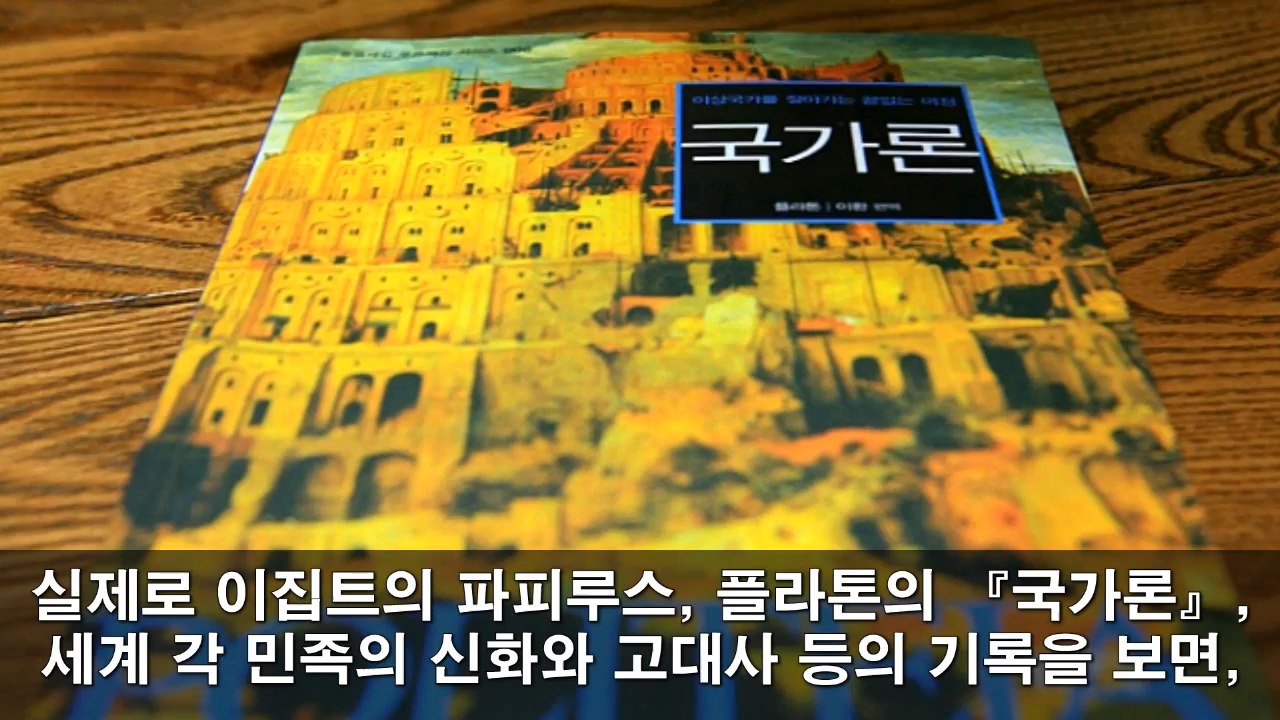 이상국가를 찾아가는 끝없는 여정
국가론
플라톤 | 이환 편역
실제로 이집트의 파피루스, 플라톤의 『국가론』,
세계 각 민족의 신화와 고대사 등의 기록을 보면,